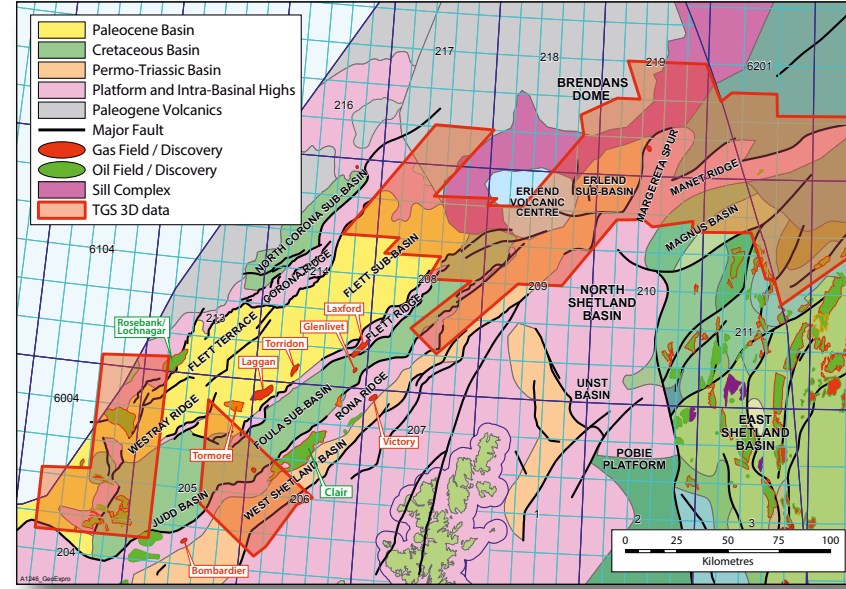 Paleocene Basin
Cretaceous Basin
Permo-Triassic Basin
Platform and Intra-Basinal Highs
Paleogene Volcanics
Major Fault
Gas Field / Discovery
Oil Field / Discovery
Sill Complex
TGS 3D data
217
218
219
6201
216
BRENDANS
DOME
ERLEND
VOLCANIC
CENTRE
ERLEND
SUB-BASIN
MARGERETA SPUR
MANET RIDGE
MAGNUS BASIN
6104
NORTH CORONA SUB-BASIN
CORONA RIDGE
214
FLETT SUB-BASIN
208
209
210
NORTH
SHETLAND
BASIN
211
213
Rosebank/
Lochnagar
FLETT TERRACE
Laxford
Glenlivet
Torridon
Laggan
FLETT RIDGE
6004
WESTRAY RIDGE
FOULA SUB-BASIN
RONA RIDGE
UNST
BASIN
EAST
SHETLAND
BASIN
Tormore
Victory
207
POBIE
PLATFORM
205
JUDD BASIN
WEST SHETLAND BASIN
206
Clair
204
Bombardier
1
2
3
0 25 50 75 100
Kilometres
A1246_GeoExpro